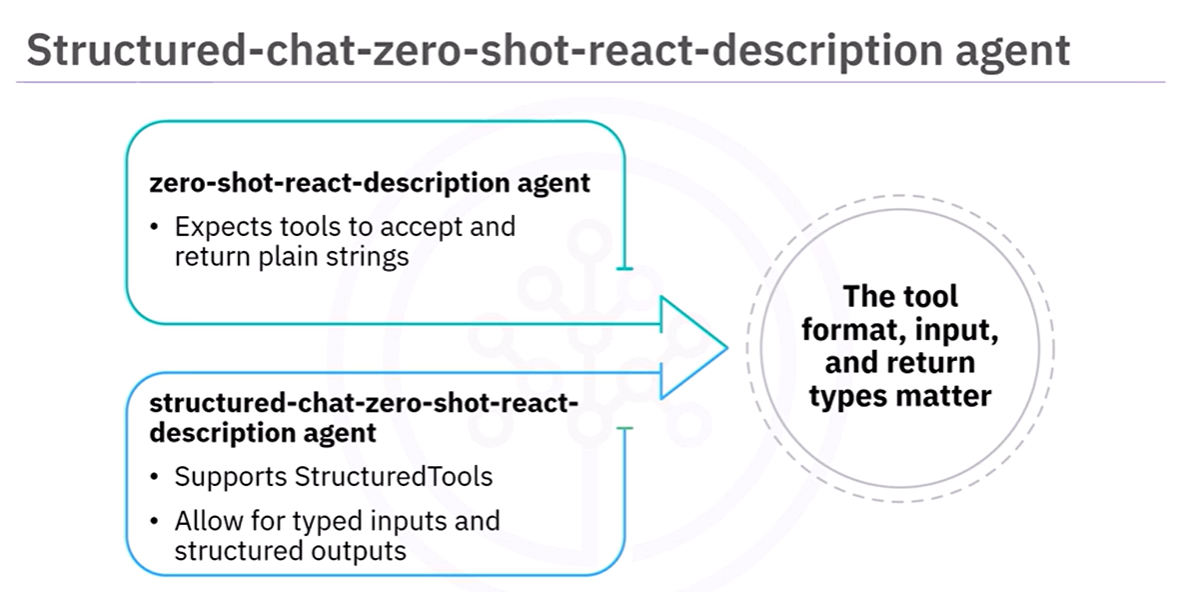 Structured-chat-zero-shot-react-description agent
zero-shot-react-description agent
• Expects tools to accept and
return plain strings
structured-chat-zero-shot-react-
description agent
• Supports StructuredTools
• Allow for typed inputs and
structured outputs
The tool
format, input,
and return
types matter